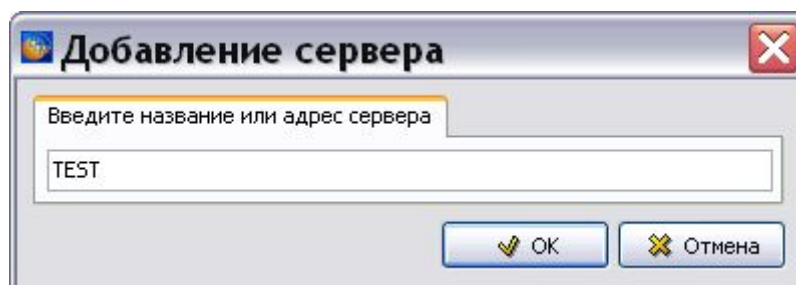 Добавление сервера
Введите название или адрес сервера
TEST
OK
Отмена